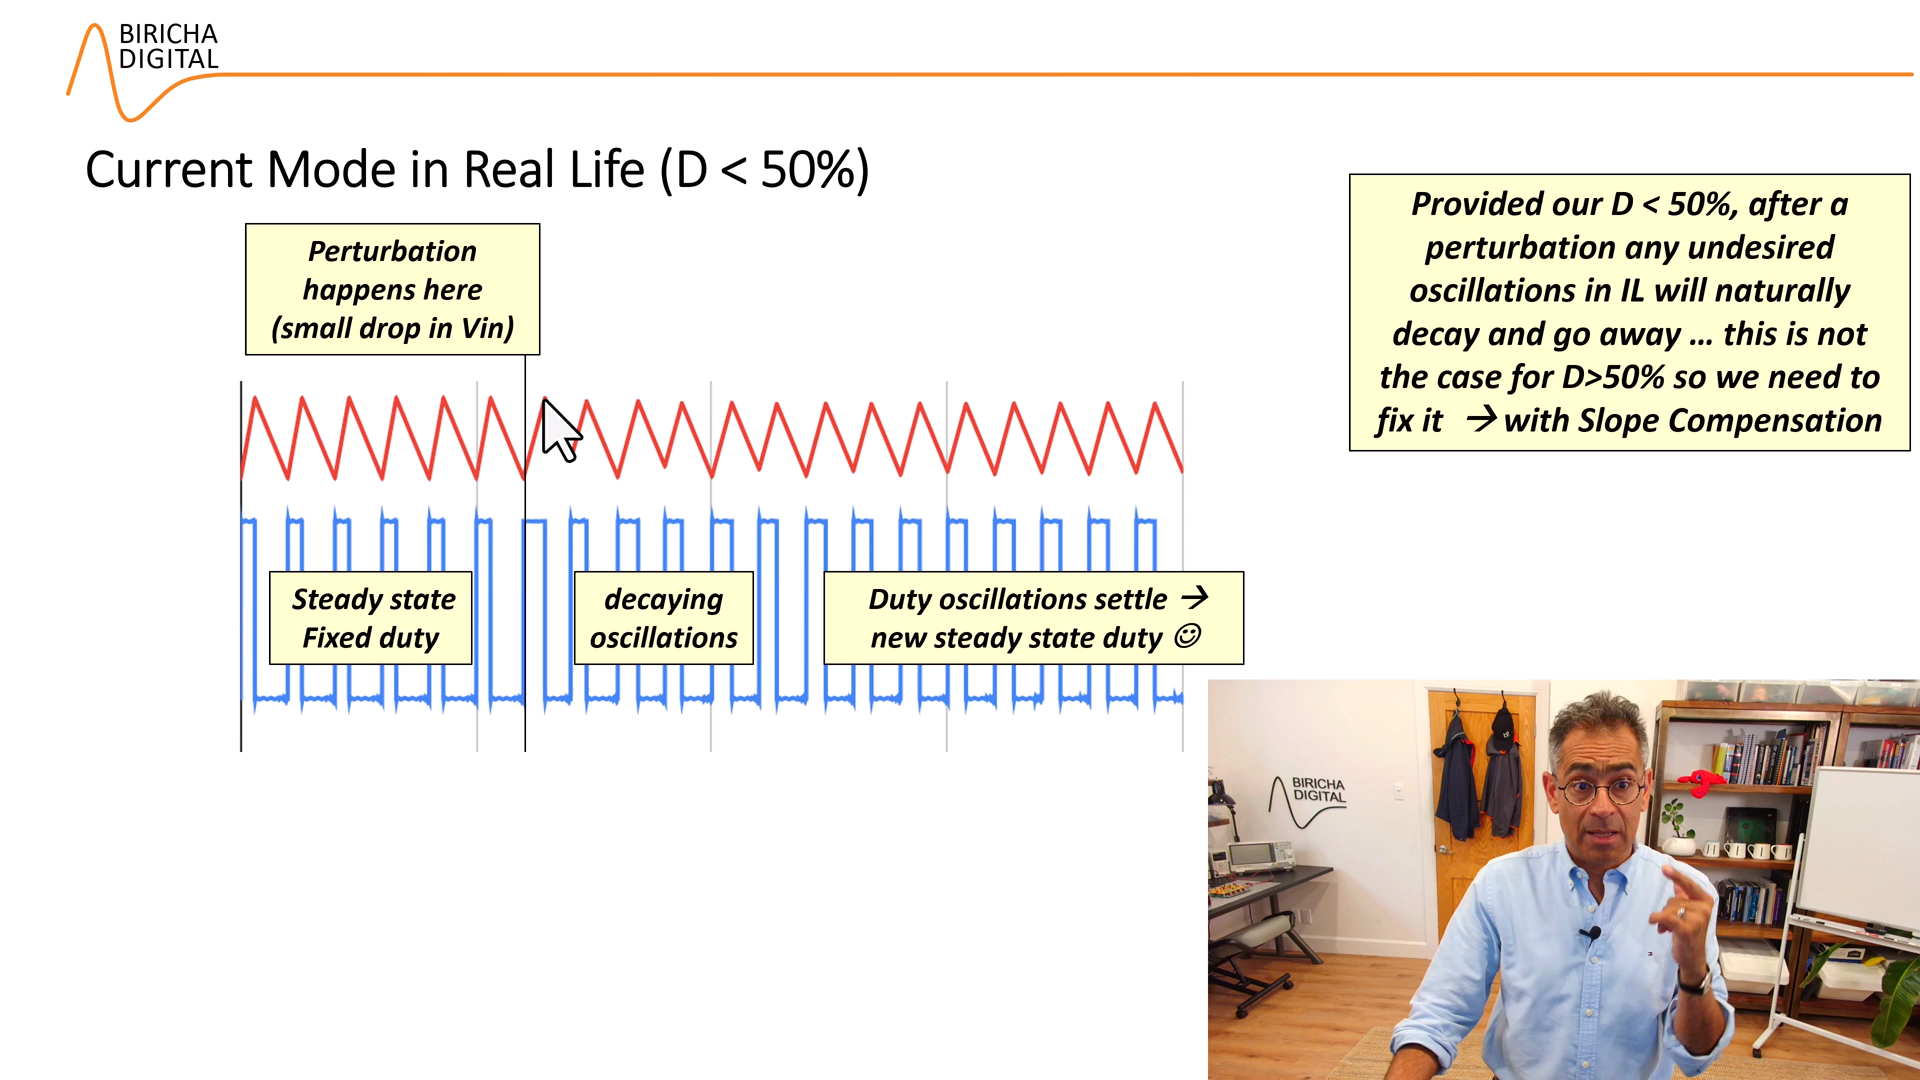 BIRICHA
DIGITAL
Current Mode in Real Life (D < 50%)
Perturbation
happens here
(small drop in Vin)
Provided our D < 50%, after a
perturbation any undesired
oscillations in IL will naturally
decay and go away ... this is not
the case for D>50% so we need to
fix it → with Slope Compensation
Steady state
Fixed duty
decaying
oscillations
Duty oscillations settle →
new steady state duty ☺
BIRICHA
DIGITAL